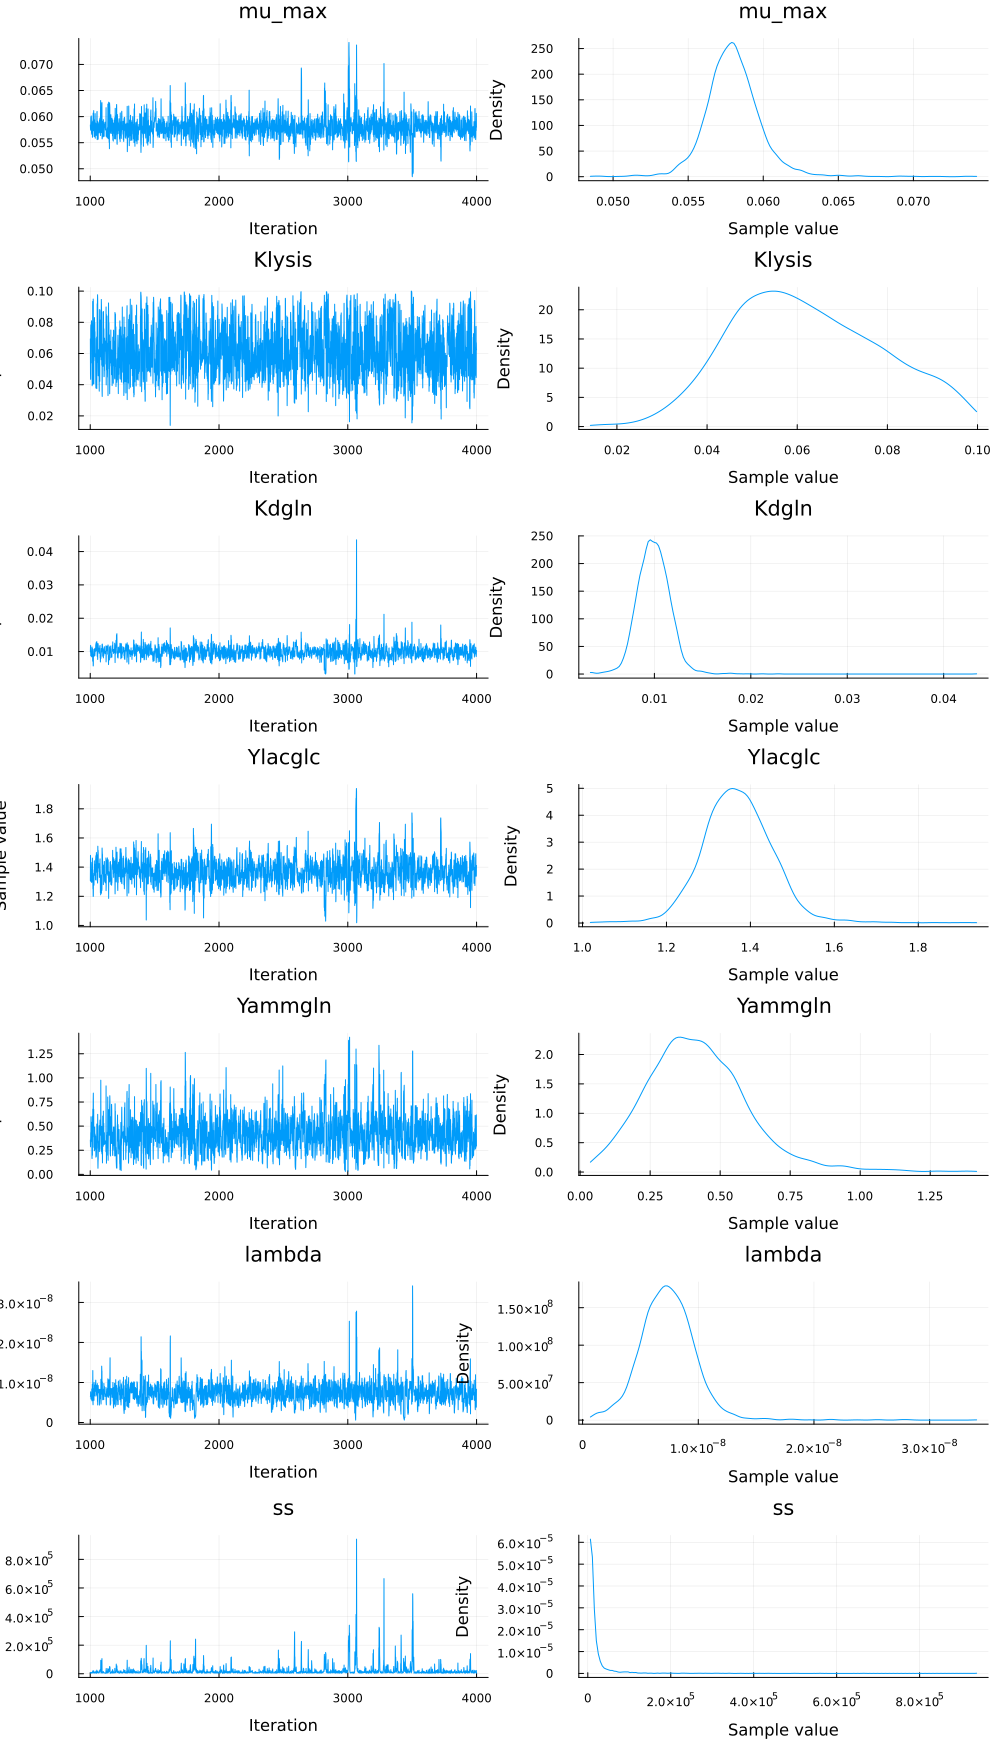 mu_max mu_max
0.070
0.065
0.060
0.055
0.050
1000 2000 3000 4000
Iteration
Density
250
200
150
100
50
0
0.050 0.055 0.060 0.065 0.070
Sample value
Klysis Klysis
0.10
0.08
0.06
0.04
0.02
1000 2000 3000 4000
Iteration
Density
20
15
10
5
0
0.02 0.04 0.06 0.08 0.10
Sample value
Kdgln Kdgln
0.04
0.03
0.02
0.01
1000 2000 3000 4000
Iteration
Density
250
200
150
100
50
0
0.01 0.02 0.03 0.04
Sample value
Ylacglc Ylacglc
Sample value
1.8
1.6
1.4
1.2
1.0
1000 2000 3000 4000
Iteration
Density
5
4
3
2
1
0
1.0 1.2 1.4 1.6 1.8
Sample value
Yammgln Yammgln
1.25
1.00
0.75
0.50
0.25
0.00
1000 2000 3000 4000
Iteration
Density
2.0
1.5
1.0
0.5
0.0
0.00 0.25 0.50 0.75 1.00 1.25
Sample value
lambda lambda
3.0×10⁻⁸
2.0×10⁻⁸
1.0×10⁻⁸
0
1000 2000 3000 4000
Iteration
Density
1.50×10⁸
1.00×10⁸
5.00×10⁷
0
0 1.0×10⁻⁸ 2.0×10⁻⁸ 3.0×10⁻⁸
Sample value
ss ss
8.0×10⁵
6.0×10⁵
4.0×10⁵
2.0×10⁵
0
1000 2000 3000 4000
Iteration
Density
6.0×10⁻⁵
5.0×10⁻⁵
4.0×10⁻⁵
3.0×10⁻⁵
2.0×10⁻⁵
1.0×10⁻⁵
0
0 2.0×10⁵ 4.0×10⁵ 6.0×10⁵ 8.0×10⁵
Sample value